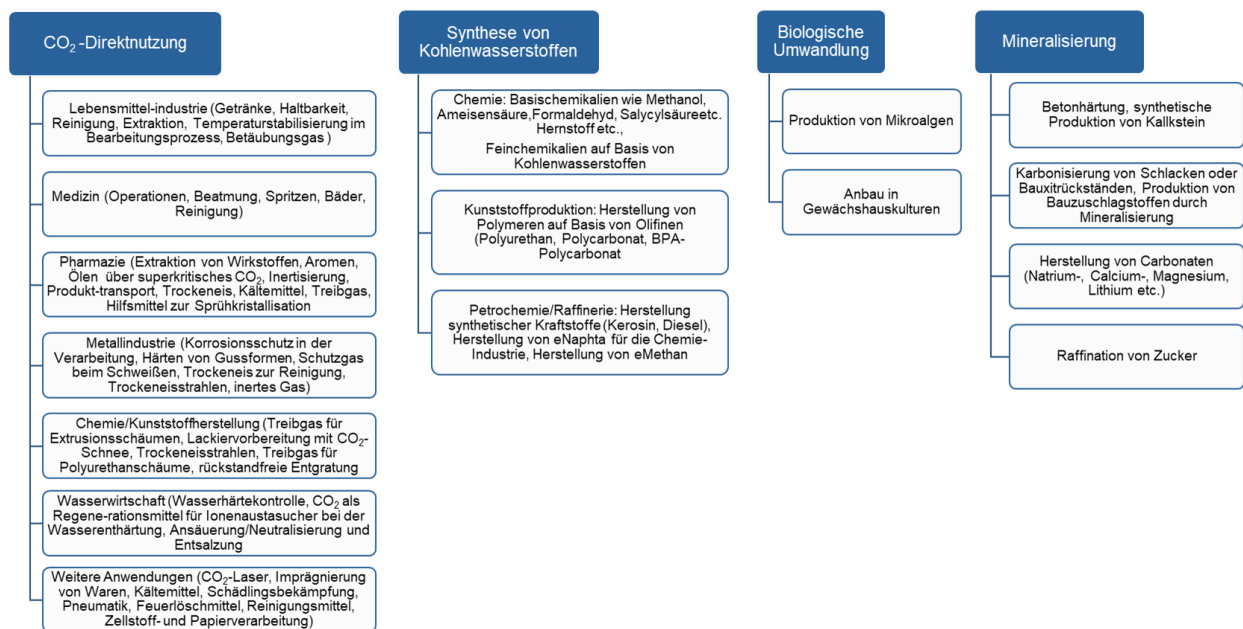 CO₂-Direktnutzung
Lebensmittel-industrie (Getränke, Haltbarkeit,
Reinigung, Extraktion, Temperaturstabilisierung im
Bearbeitungsprozess, Betäubungsgas )
Medizin (Operationen, Beatmung, Spritzen, Bäder,
Reinigung)
Pharmazie (Extraktion von Wirkstoffen, Aromen,
Ölen über superkritisches CO₂, Inertisierung,
Produkt-transport, Trockeneis, Kältemittel, Treibgas,
Hilfsmittel zur Sprühkristallisation
Metallindustrie (Korrosionsschutz in der
Verarbeitung, Härten von Gussformen, Schutzgas
beim Schweißen, Trockeneis zur Reinigung,
Trockeneisstrahlen, inertes Gas)
Chemie/Kunststoffherstellung (Treibgas für
Extrusionsschäumen, Lackiervorbereitung mit CO₂-
Schnee, Trockeneisstrahlen, Treibgas für
Polyurethanschäume, rückstandfreie Entgratung
Wasserwirtschaft (Wasserhärtekontrolle, CO₂ als
Regene-rationsmittel für Ionenaustasucher bei der
Wasserenthärtung, Ansäuerung/Neutralisierung und
Entsalzung
Weitere Anwendungen (CO₂-Laser, Imprägnierung
von Waren, Kältemittel, Schädlingsbekämpfung,
Pneumatik, Feuerlöschmittel, Reinigungsmittel,
Zellstoff- und Papierverarbeitung)
Synthese von
Kohlenwasserstoffen
Chemie: Basischemikalien wie Methanol,
Ameisensäure,Formaldehyd, Salycylsäureetc.
Hernstoff etc.,
Feinchemikalien auf Basis von
Kohlenwasserstoffen
Kunststoffproduktion: Herstellung von
Polymeren auf Basis von Olifinen
(Polyurethan, Polycarbonat, BPA-
Polycarbonat
Petrochemie/Raffinerie: Herstellung
synthetischer Kraftstoffe (Kerosin, Diesel),
Herstellung von eNaphta für die Chemie-
Industrie, Herstellung von eMethan
Biologische
Umwandlung
Produktion von Mikroalgen
Anbau in
Gewächshauskulturen
Mineralisierung
Betonhärtung, synthetische
Produktion von Kallkstein
Karbonisierung von Schlacken oder
Bauxitrückständen, Produktion von
Bauzuschlagstoffen durch
Mineralisierung
Herstellung von Carbonaten
(Natrium-, Calcium-, Magnesium,
Lithium etc.)
Raffination von Zucker